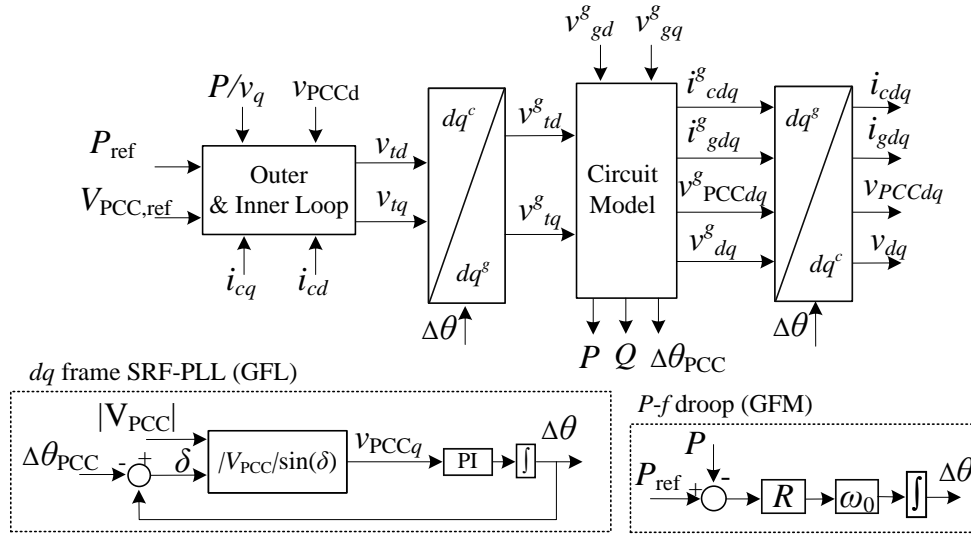 v^g_gd
v^g_gq
P/v_q
v_PCCd
P_ref
V_PCC,ref
Outer
& Inner Loop
i_cq
i_cd
v_td
v_tq
dq^c
dq^g
Δθ
v^g_td
v^g_tq
Circuit
Model
P
Q
Δθ_PCC
i^g_cdq
i^g_gdq
v^g_PCCdq
v^g_dq
dq^g
dq^c
Δθ
i_cdq
i_gdq
v_PCCdq
v_dq
dq frame SRF-PLL (GFL)
|V_PCC|
Δθ_PCC
-
+
δ
/V_PCC/sin(δ)
v_PCCq
PI
∫
Δθ
P-f droop (GFM)
P
P_ref
+
-
R
ω_0
∫
Δθ